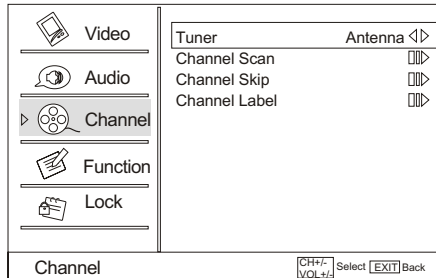 Video
Audio
Channel
Function
Lock
Tuner Antenna
Channel Scan
Channel Skip
Channel Label
Channel
CH+/-
VOL+/- Select EXIT Back